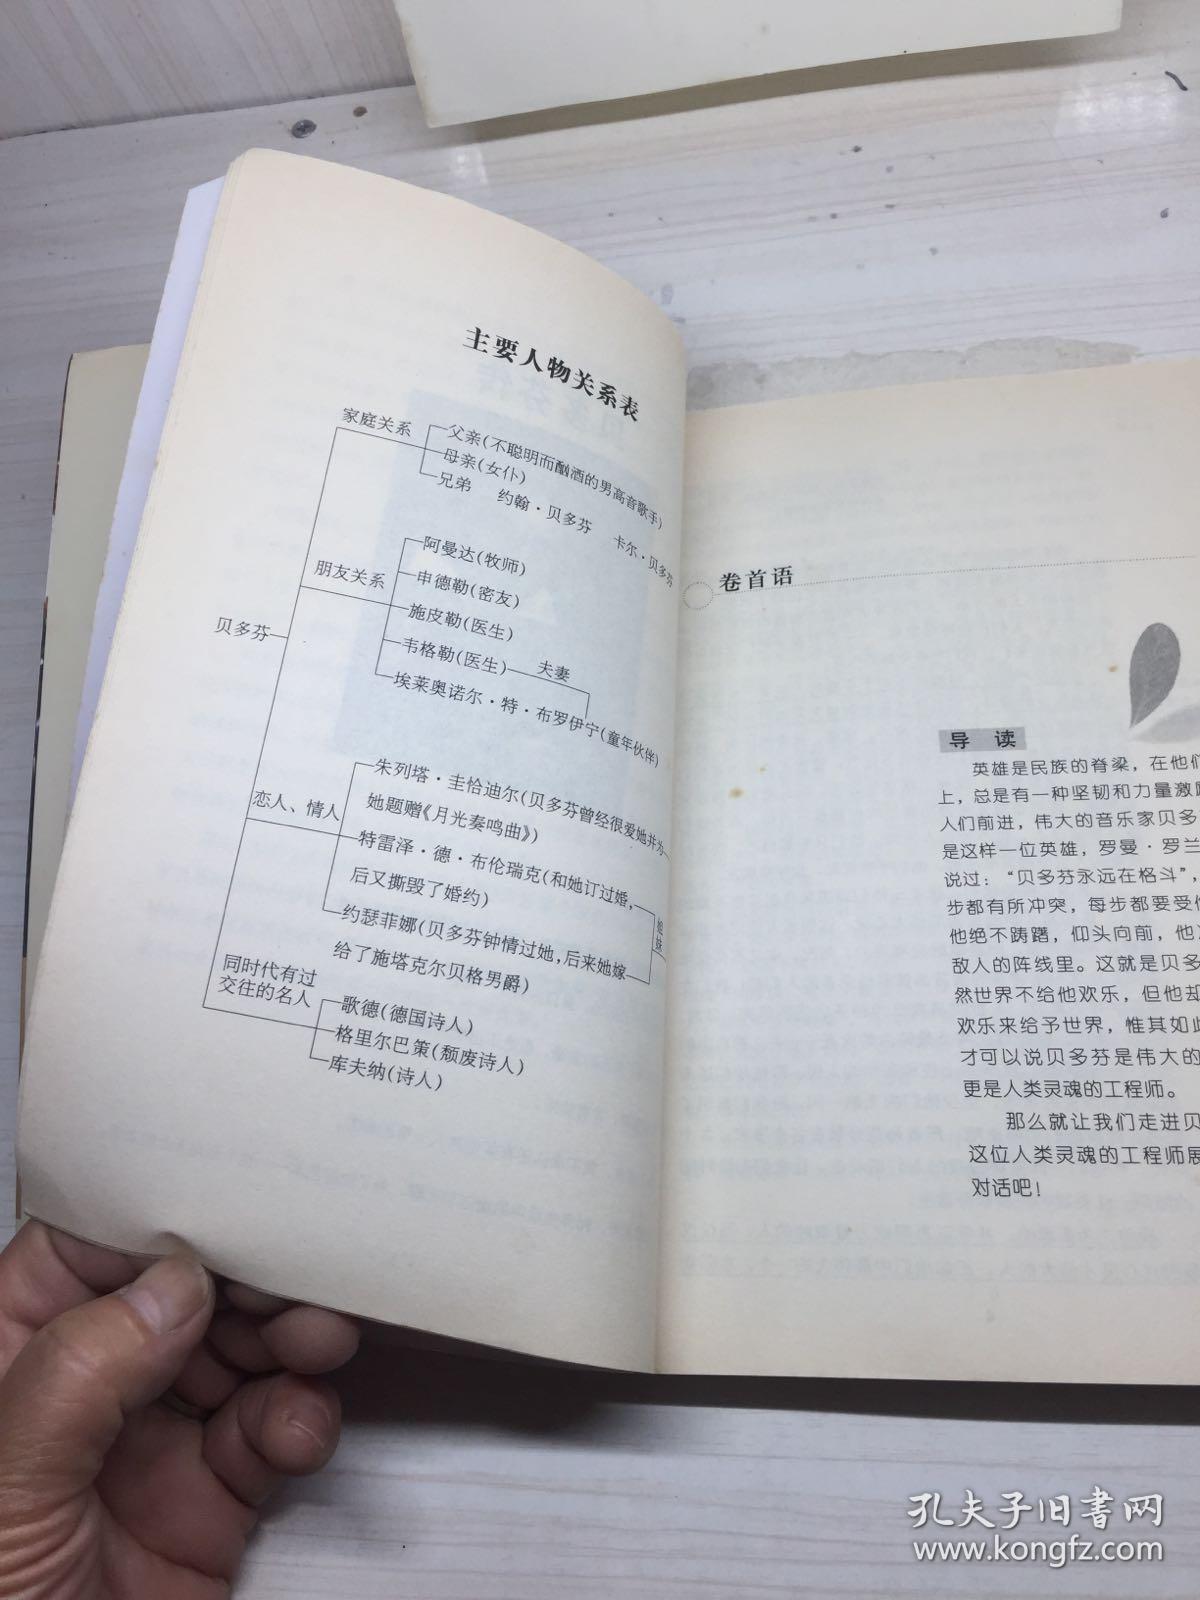 主要人物关系表
家庭关系
父亲(不聪明而酗酒的男高音歌手)
母亲(女仆)
兄弟 约翰·贝多芬 卡尔·贝多芬
朋友关系
阿曼达(牧师)
申德勒(密友)
施皮勒(医生)
韦格勒(医生) 夫妻
埃莱奥诺尔·特·布罗伊宁(童年伙伴)
贝多芬
恋人、情人
朱列塔·圭恰迪尔(贝多芬曾经很爱她并为
她题赠《月光奏鸣曲》)
特雷泽·德·布伦瑞克(和她订过婚,
后又撕毁了婚约)
约瑟菲娜(贝多芬钟情过她,后来她嫁
给了施塔克尔贝格男爵)
同时代有过
交往的名人
歌德(德国诗人)
格里尔巴策(颓废诗人)
库夫纳(诗人)
卷首语
导 读
英雄是民族的脊梁，在他们
上，总是有一种坚韧和力量激励
人们前进，伟大的音乐家贝多
是这样一位英雄，罗曼·罗兰
说过：“贝多芬永远在格斗”，
步都有所冲突，每步都要受
他绝不踌躇，仰头向前，他
敌人的阵线里。这就是贝多
然世界不给他欢乐，但他却
欢乐来给予世界，惟其如此
才可以说贝多芬是伟大的
更是人类灵魂的工程师。
那么就让我们走进贝
这位人类灵魂的工程师展
对话吧！
孔夫子旧书网
www.kongfz.com